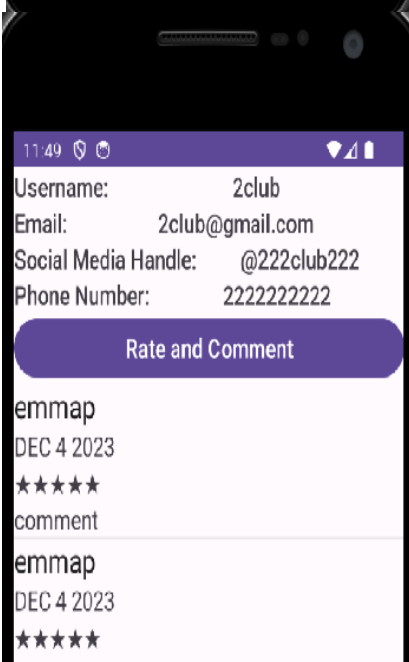 11:49
Username: 2club
Email: 2club@gmail.com
Social Media Handle: @222club222
Phone Number: 2222222222
Rate and Comment
emmap
DEC 4 2023
★★★★★
comment
emmap
DEC 4 2023
★★★★★